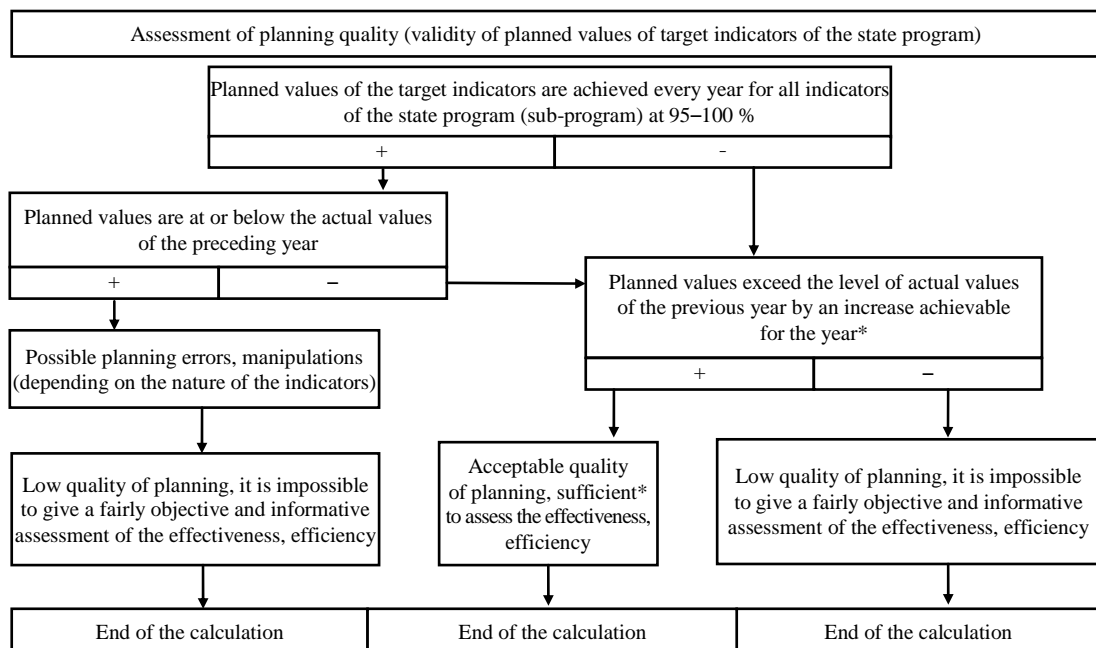 Assessment of planning quality (validity of planned values of target indicators of the state program)
Planned values of the target indicators are achieved every year for all indicators
of the state program (sub-program) at 95–100 %
+
-
Planned values are at or below the actual values
of the preceding year
+
–
Planned values exceed the level of actual values
of the previous year by an increase achievable
for the year*
+
–
Possible planning errors, manipulations
(depending on the nature of the indicators)
Low quality of planning, it is impossible
to give a fairly objective and informative
assessment of the effectiveness, efficiency
Acceptable quality
of planning, sufficient*
to assess the effectiveness,
efficiency
Low quality of planning, it is impossible
to give a fairly objective and informative
assessment of the effectiveness, efficiency
End of the calculation
End of the calculation
End of the calculation